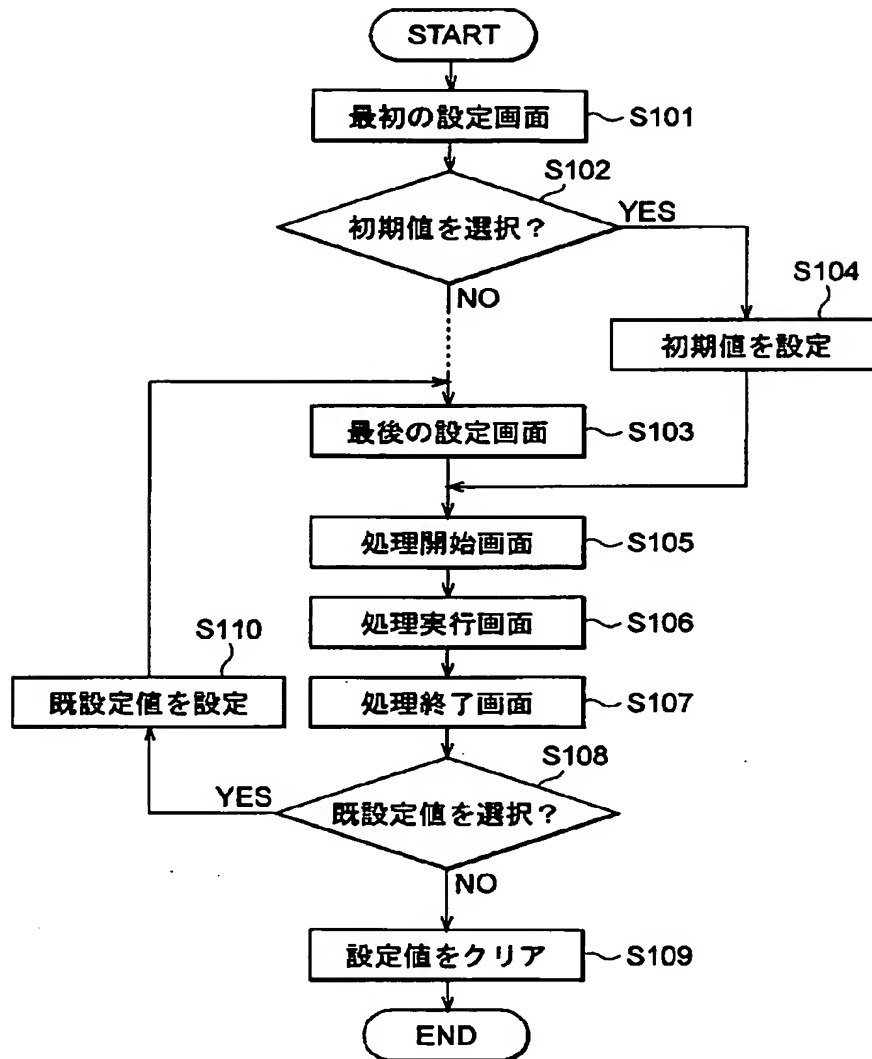 START
最初の設定画面
S101
S102
初期値を選択？
YES
NO
S104
初期値を設定
最後の設定画面
S103
処理開始画面
S105
処理実行画面
S106
S110
既設定値を設定
処理終了画面
S107
S108
既設定値を選択？
YES
NO
設定値をクリア
S109
END